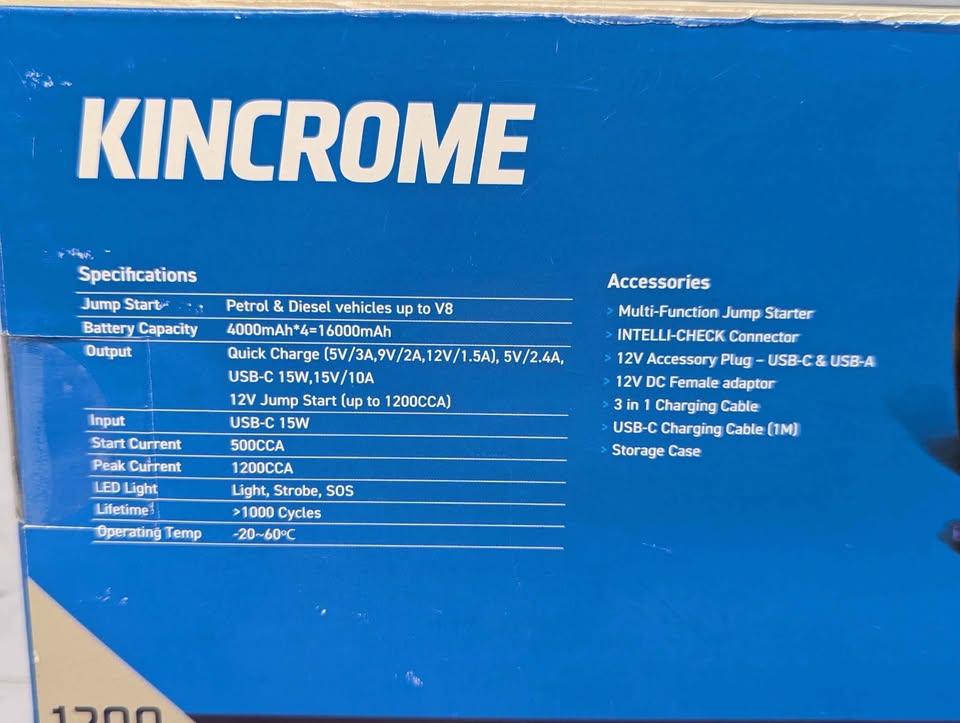 KINCROME
Specifications
Jump Start Petrol & Diesel vehicles up to V8
Battery Capacity 4000mAh*4=16000mAh
Output Quick Charge (5V/3A,9V/2A,12V/1.5A), 5V/2.4A,
USB-C 15W,15V/10A
12V Jump Start (up to 1200CCA)
Input USB-C 15W
Start Current 500CCA
Peak Current 1200CCA
LED Light Light, Strobe, SOS
Lifetime >1000 Cycles
Operating Temp -20~60ºC
Accessories
> Multi-Function Jump Starter
> INTELLI-CHECK Connector
> 12V Accessory Plug – USB-C & USB-A
> 12V DC Female adaptor
> 3 in 1 Charging Cable
> USB-C Charging Cable (1M)
> Storage Case
1200